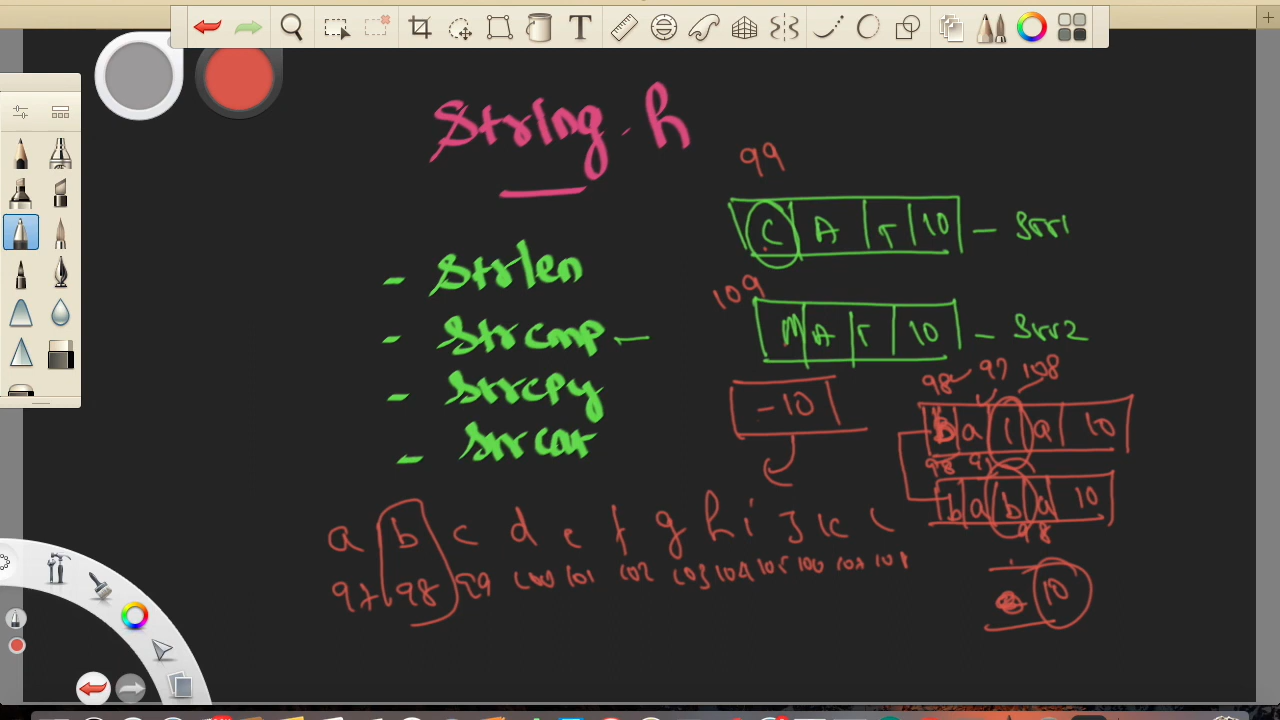 String.h
99
C A T 10 - Str1
- Strlen
109
M A T 10 - Str2
- Strcmp -
98 97 108
- Strcpy
-10
b a l a 10
- Strcat
98 97
b a b a 10
98
a b c d e f g h i J k l
97 98 99 100 101 102 103 104 105 106 107 108
10